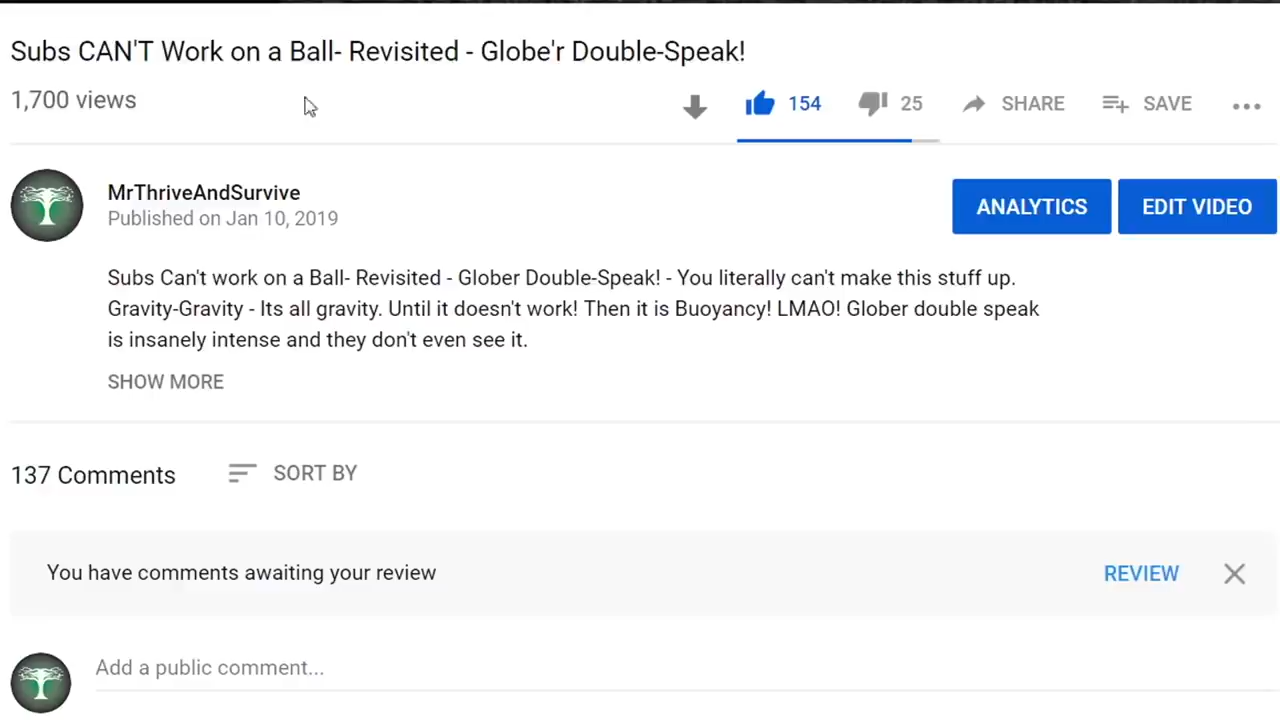 Subs CAN'T Work on a Ball- Revisited - Globe'r Double-Speak!
1,700 views
154
25
SHARE
SAVE
MrThriveAndSurvive
Published on Jan 10, 2019
ANALYTICS
EDIT VIDEO
Subs Can't work on a Ball- Revisited - Glober Double-Speak! - You literally can't make this stuff up.
Gravity-Gravity - Its all gravity. Until it doesn't work! Then it is Buoyancy! LMAO! Glober double speak
is insanely intense and they don't even see it.
SHOW MORE
137 Comments
SORT BY
You have comments awaiting your review
REVIEW
Add a public comment...